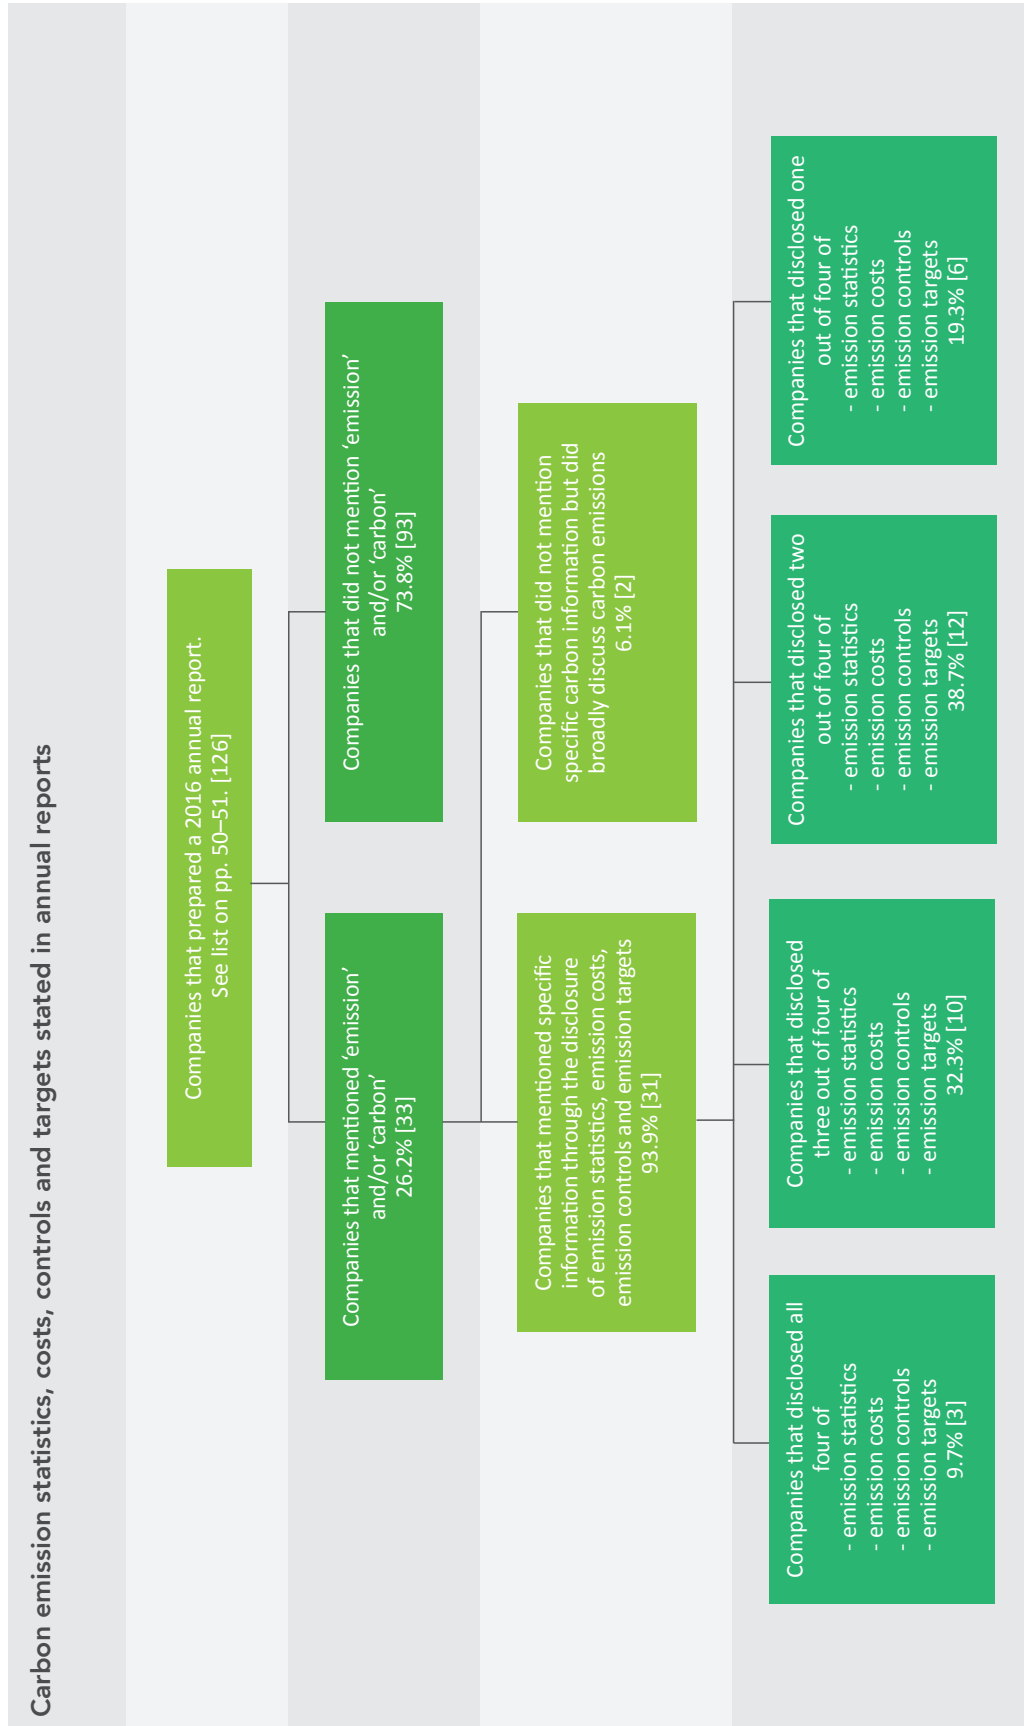 Carbon emission statistics, costs, controls and targets stated in annual reports
Companies that prepared a 2016 annual report.
See list on pp. 50–51. [126]
Companies that mentioned ‘emission’
and/or ‘carbon’
26.2% [33]
Companies that did not mention ‘emission’
and/or ‘carbon’
73.8% [93]
Companies that mentioned specific
information through the disclosure
of emission statistics, emission costs,
emission controls and emission targets
93.9% [31]
Companies that did not mention
specific carbon information but did
broadly discuss carbon emissions
6.1% [2]
Companies that disclosed all
four of
- emission statistics
- emission costs
- emission controls
- emission targets
9.7% [3]
Companies that disclosed
three out of four of
- emission statistics
- emission costs
- emission controls
- emission targets
32.3% [10]
Companies that disclosed two
out of four of
- emission statistics
- emission costs
- emission controls
- emission targets
38.7% [12]
Companies that disclosed one
out of four of
- emission statistics
- emission costs
- emission controls
- emission targets
19.3% [6]